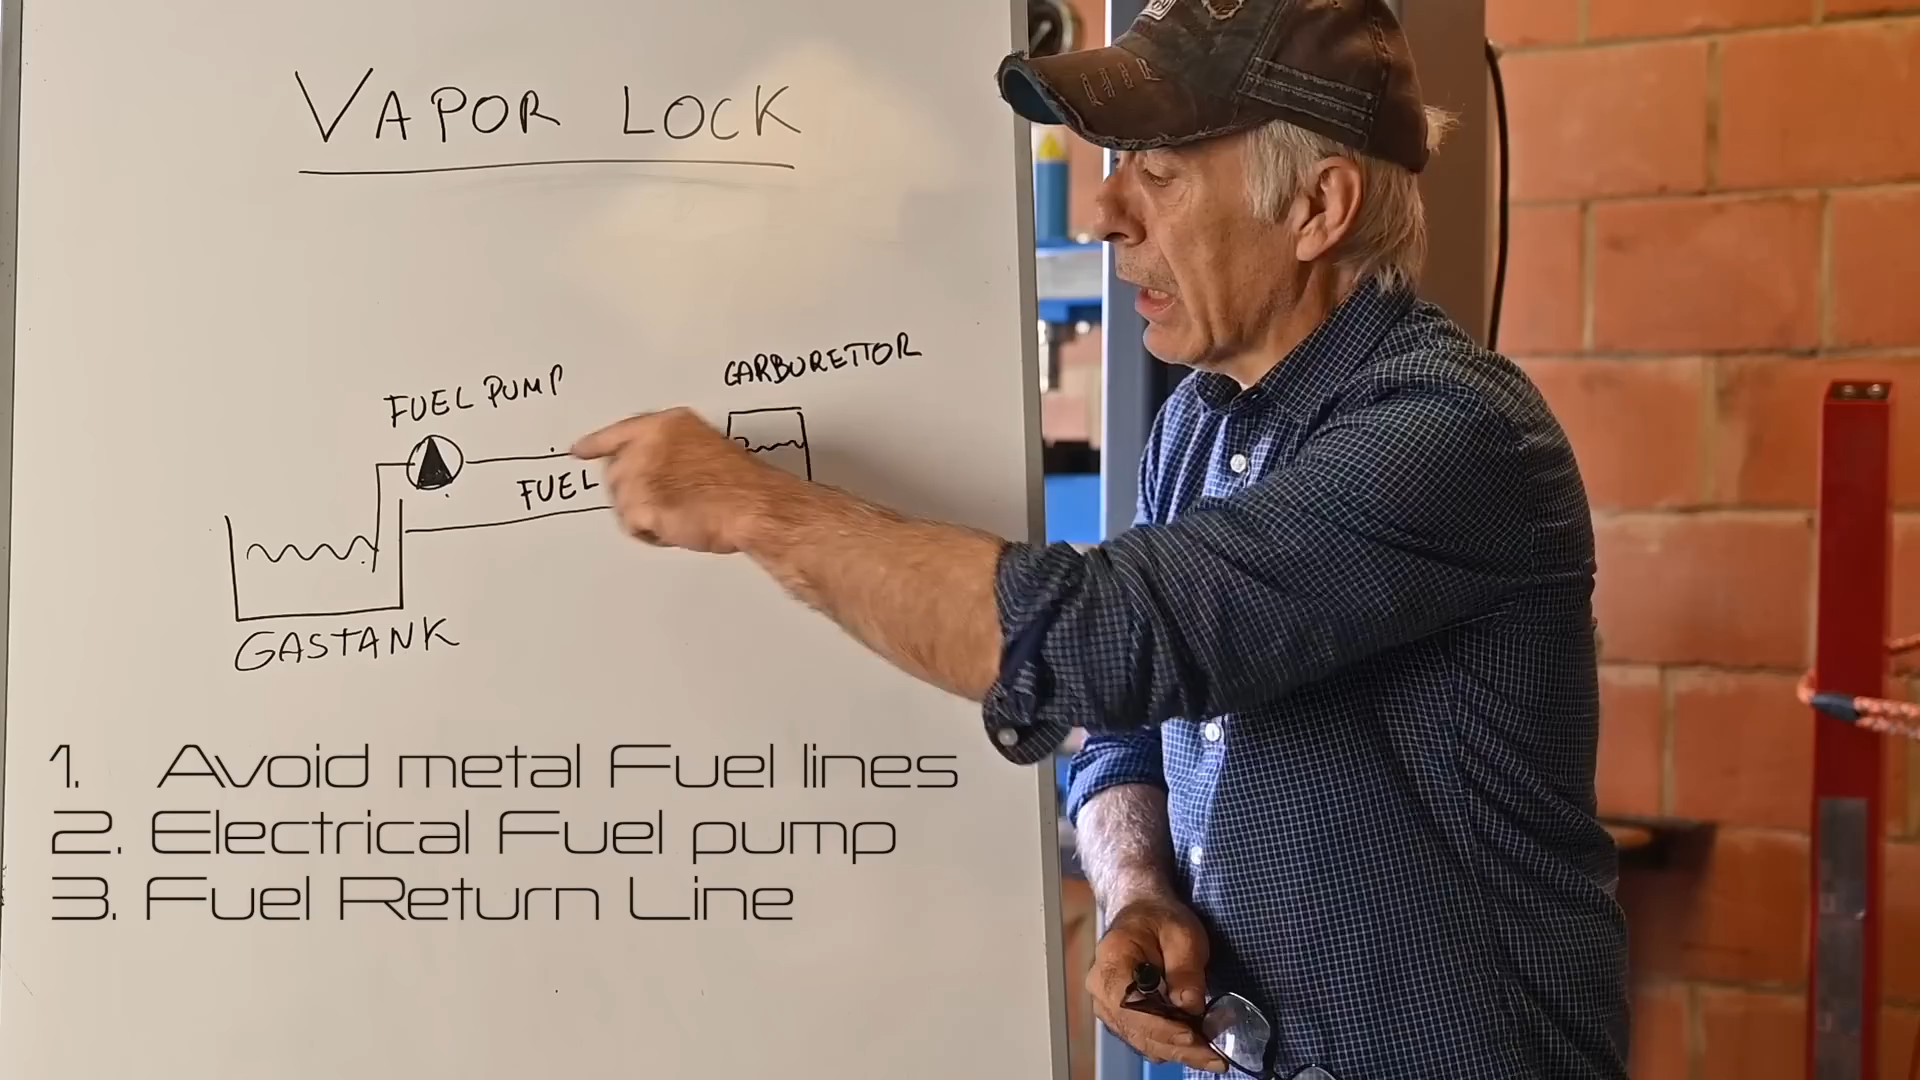 VAPOR LOCK
CARBURETTOR
FUEL PUMP
FUEL
GASTANK
1. Avoid metal Fuel lines
2. Electrical Fuel pump
3. Fuel Return Line